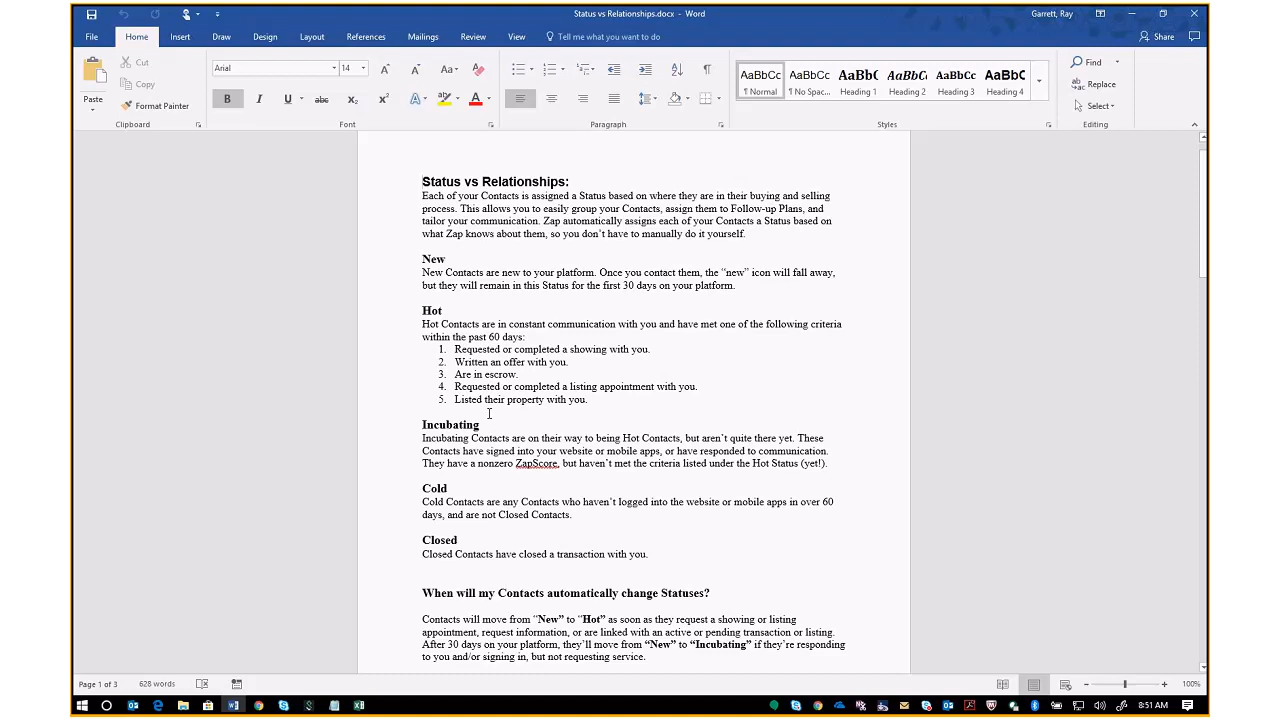 Status vs Relationships.docx - Word
Garrett, Ray
File Home Insert Draw Design Layout References Mailings Review View Tell me what you want to do Share
Paste
Cut
Copy
Format Painter
Clipboard
Arial 14
Font
Paragraph
AaBbCc AaBbCc AaBb( AaBbC AaBbCc AaBbC
¶ Normal ¶ No Spac... Heading 1 Heading 2 Heading 3 Heading 4
Styles
Find
Replace
Select
Editing
Status vs Relationships:
Each of your Contacts is assigned a Status based on where they are in their buying and selling
process. This allows you to easily group your Contacts, assign them to Follow-up Plans, and
tailor your communication. Zap automatically assigns each of your Contacts a Status based on
what Zap knows about them, so you don’t have to manually do it yourself.
New
New Contacts are new to your platform. Once you contact them, the “new” icon will fall away,
but they will remain in this Status for the first 30 days on your platform.
Hot
Hot Contacts are in constant communication with you and have met one of the following criteria
within the past 60 days:
1. Requested or completed a showing with you.
2. Written an offer with you.
3. Are in escrow.
4. Requested or completed a listing appointment with you.
5. Listed their property with you.
Incubating
Incubating Contacts are on their way to being Hot Contacts, but aren’t quite there yet. These
Contacts have signed into your website or mobile apps, or have responded to communication.
They have a nonzero ZapScore, but haven’t met the criteria listed under the Hot Status (yet!).
Cold
Cold Contacts are any Contacts who haven’t logged into the website or mobile apps in over 60
days, and are not Closed Contacts.
Closed
Closed Contacts have closed a transaction with you.
When will my Contacts automatically change Statuses?
Contacts will move from “New” to “Hot” as soon as they request a showing or listing
appointment, request information, or are linked with an active or pending transaction or listing.
After 30 days on your platform, they’ll move from “New” to “Incubating” if they’re responding
to you and/or signing in, but not requesting service.
Page 1 of 3 628 words 100%
8:51 AM